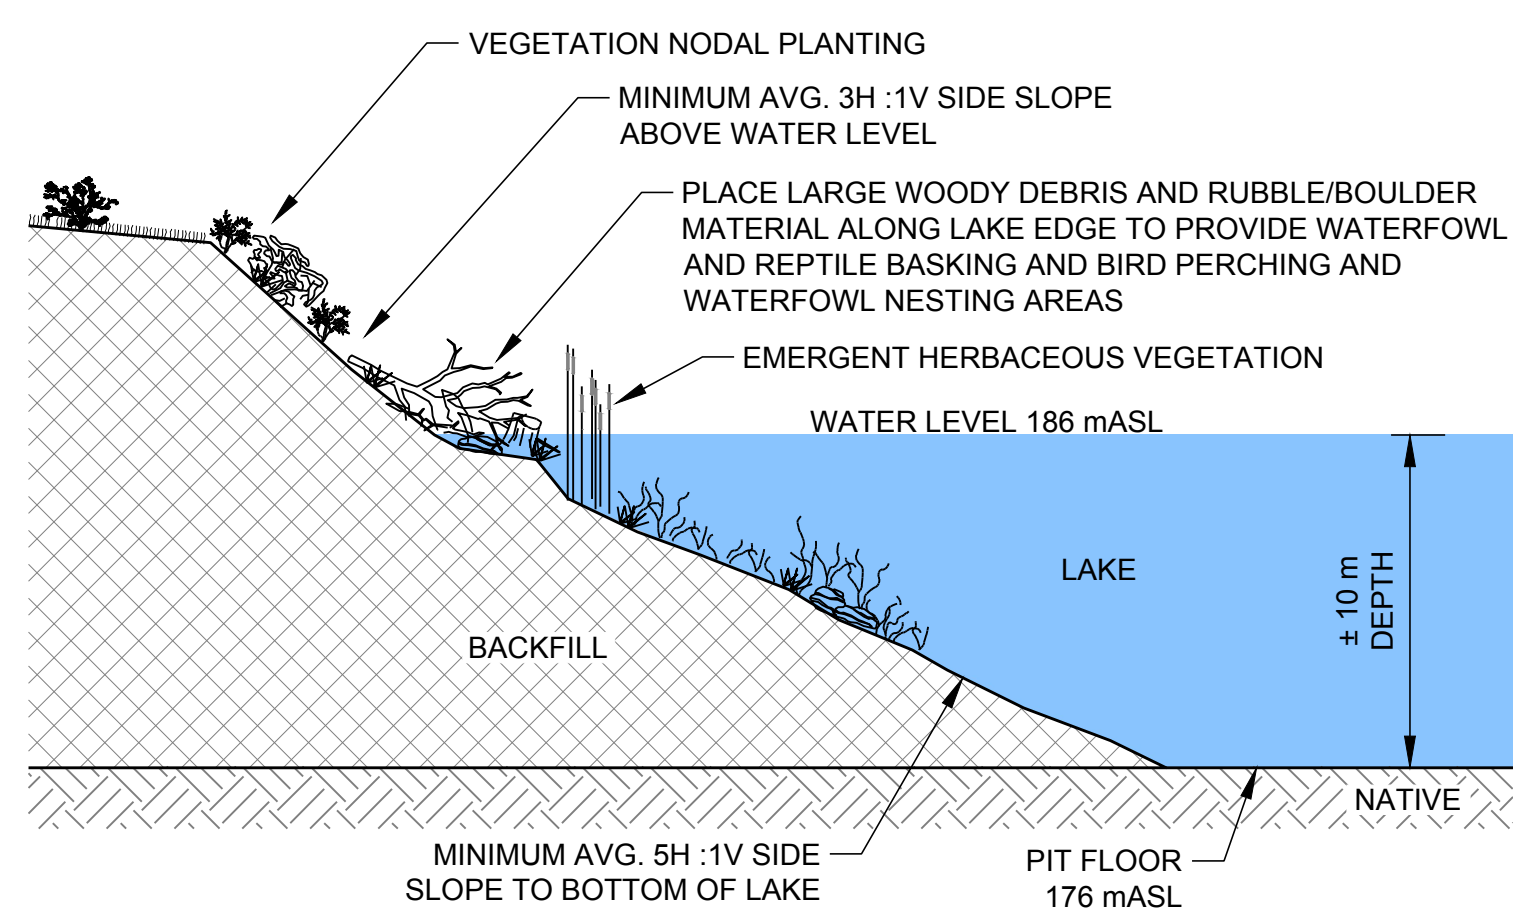 VEGETATION NODAL PLANTING
MINIMUM AVG. 3H :1V SIDE SLOPE
ABOVE WATER LEVEL
PLACE LARGE WOODY DEBRIS AND RUBBLE/BOULDER
MATERIAL ALONG LAKE EDGE TO PROVIDE WATERFOWL
AND REPTILE BASKING AND BIRD PERCHING AND
WATERFOWL NESTING AREAS
EMERGENT HERBACEOUS VEGETATION
WATER LEVEL 186 mASL
LAKE
± 10 m
DEPTH
BACKFILL
NATIVE
MINIMUM AVG. 5H :1V SIDE
SLOPE TO BOTTOM OF LAKE
PIT FLOOR
176 mASL